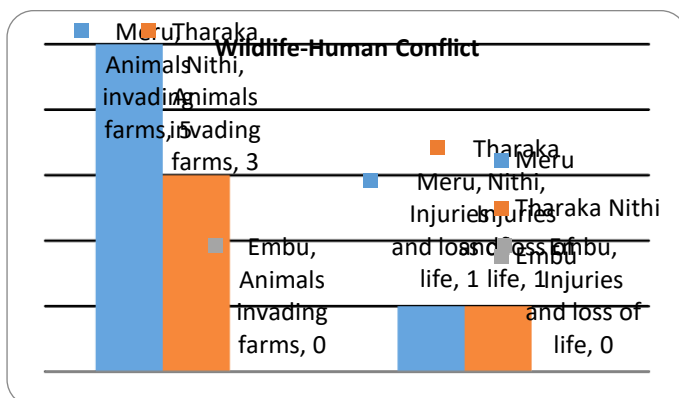 Wildlife-Human Conflict
Meru,
Animals
invading
farms, 5
Tharaka
Nithi,
Animals
invading
farms, 3
Embu,
Animals
invading
farms, 0
Meru,
Injuries
and loss of
life, 1
Tharaka
Nithi,
Injuries
and loss of
life, 1
Embu,
Injuries
and loss of
life, 0
Meru
Tharaka Nithi
Embu